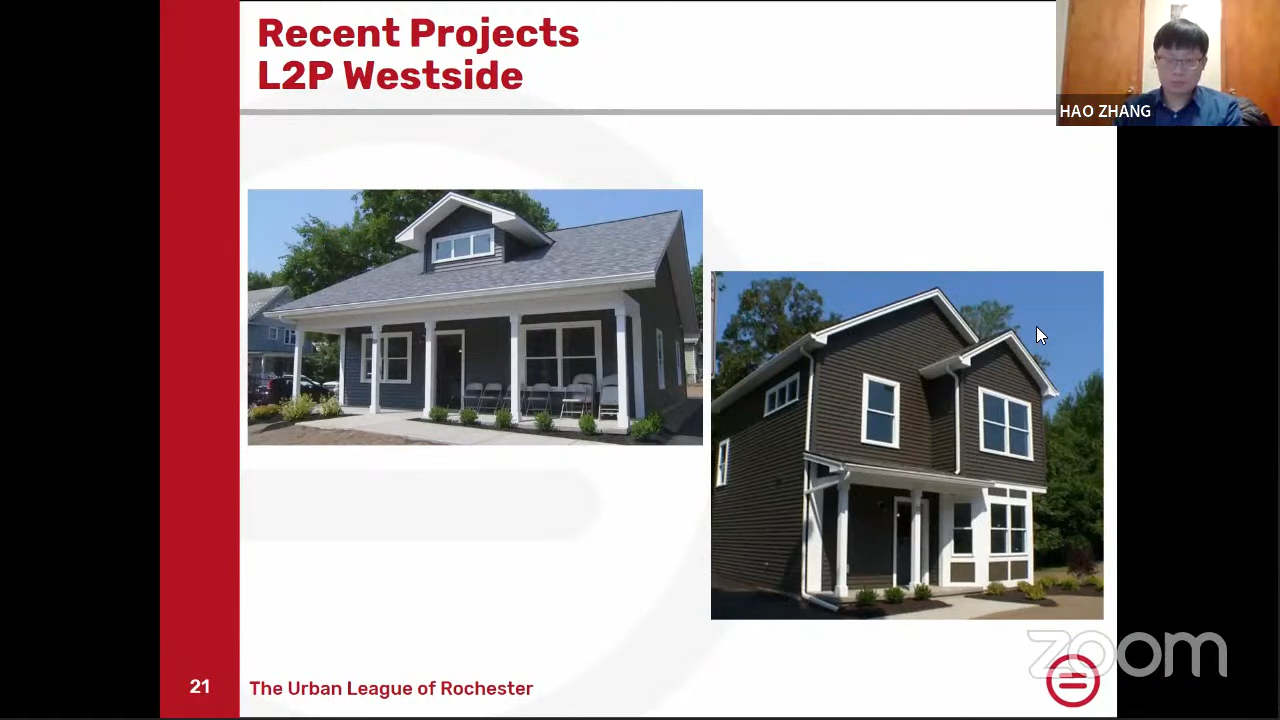 Recent Projects
L2P Westside
HAO ZHANG
21
The Urban League of Rochester
zoom